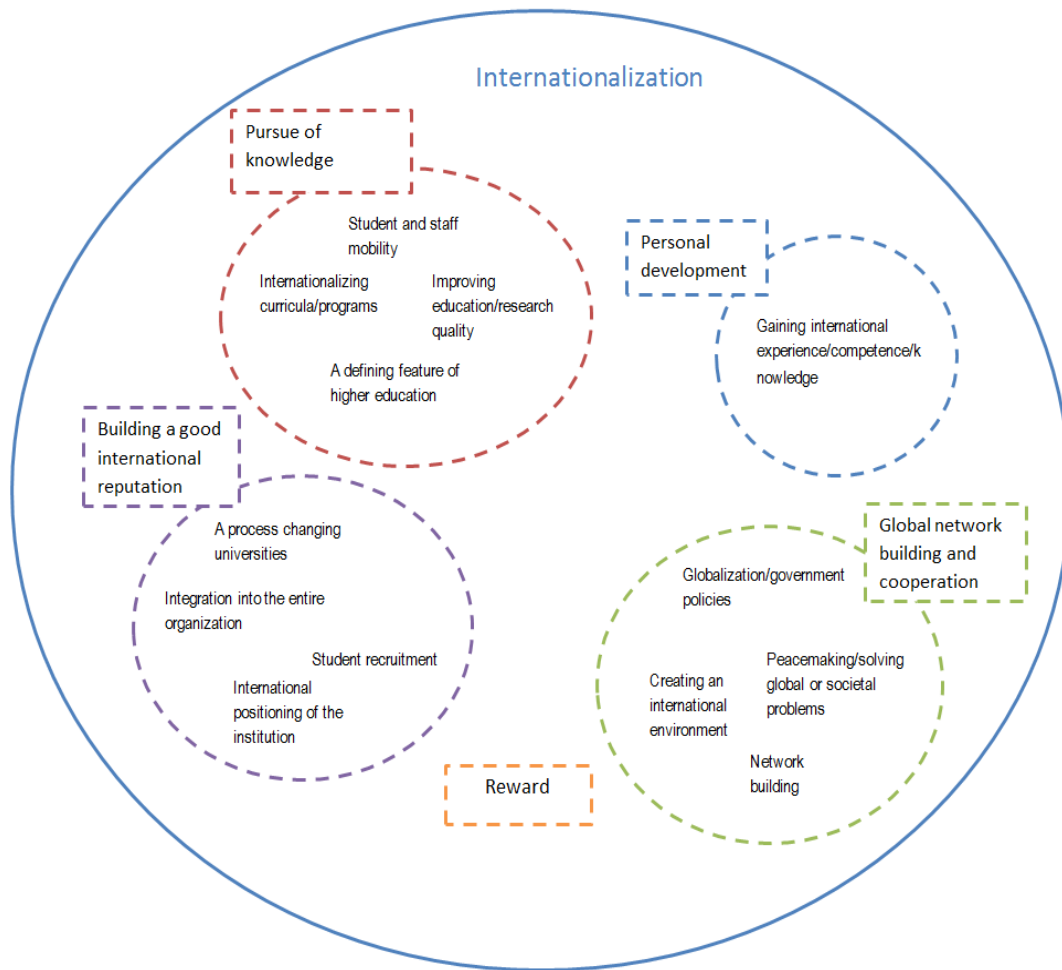 Internationalization
Pursue of
knowledge
Student and staff
mobility
Internationalizing
curricula/programs
Improving
education/research
quality
A defining feature of
higher education
Personal
development
Gaining international
experience/competence/k
nowledge
Building a good
international
reputation
A process changing
universities
Integration into the entire
organization
Student recruitment
International
positioning of the
institution
Global network
building and
cooperation
Globalization/government
policies
Peacemaking/solving
global or societal
problems
Creating an
international
environment
Network
building
Reward